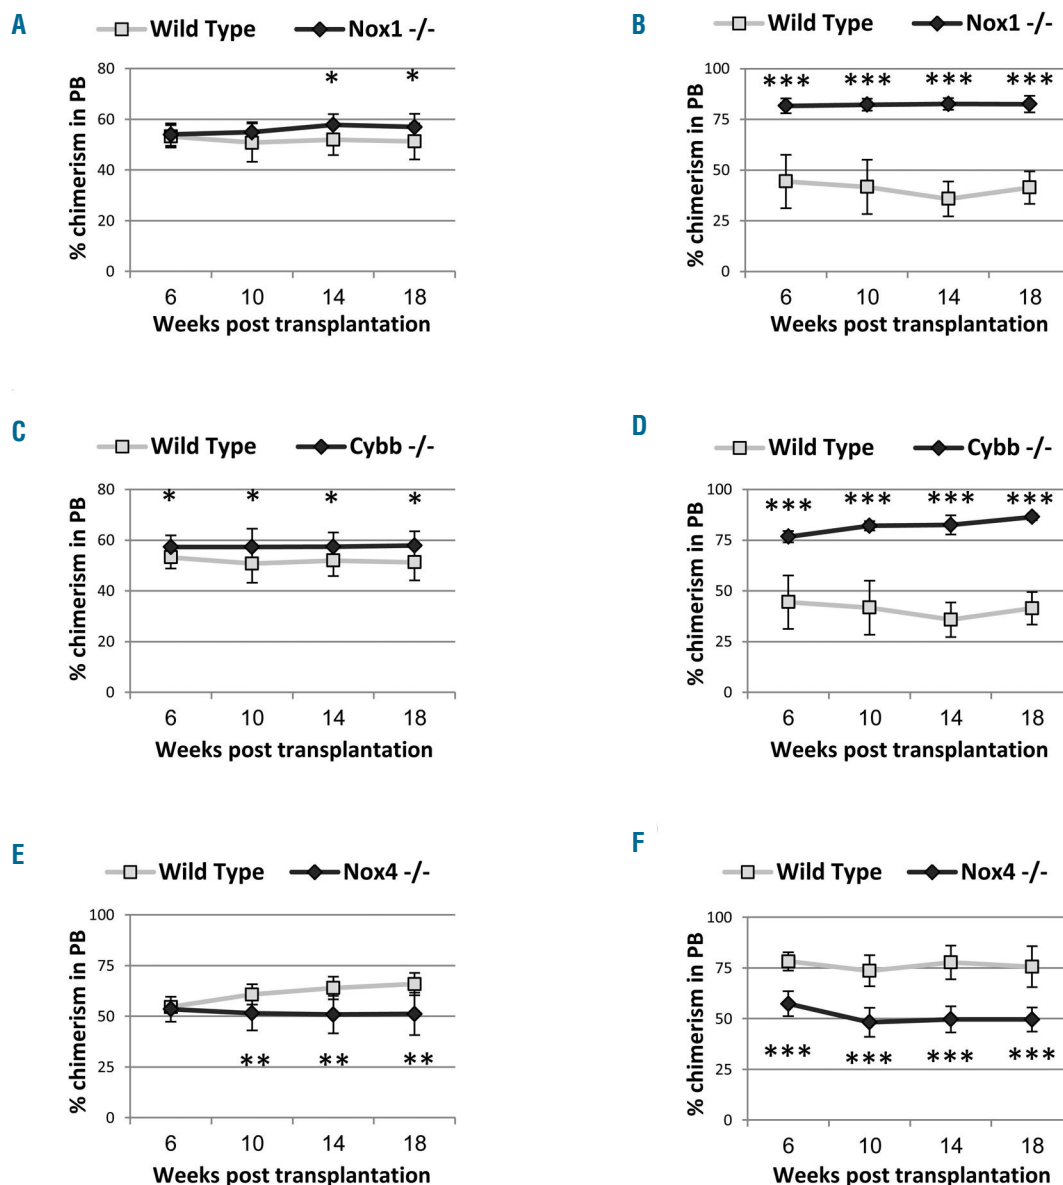 A
Wild Type Nox1 -/-
% chimerism in PB
80
60
40
20
0
* *
6 10 14 18
Weeks post transplantation
B
Wild Type Nox1 -/-
% chimerism in PB
100
75
50
25
0
*** *** *** ***
6 10 14 18
Weeks post transplantation
C
Wild Type Cybb -/-
% chimerism in PB
80
60
40
20
0
* * * *
6 10 14 18
Weeks post transplantation
D
Wild Type Cybb -/-
% chimerism in PB
100
75
50
25
0
*** *** *** ***
6 10 14 18
Weeks post transplantation
E
Wild Type Nox4 -/-
% chimerism in PB
100
75
50
25
0
** ** **
6 10 14 18
Weeks post transplantation
F
Wild Type Nox4 -/-
% chimerism in PB
100
75
50
25
0
*** *** *** ***
6 10 14 18
Weeks post transplantation